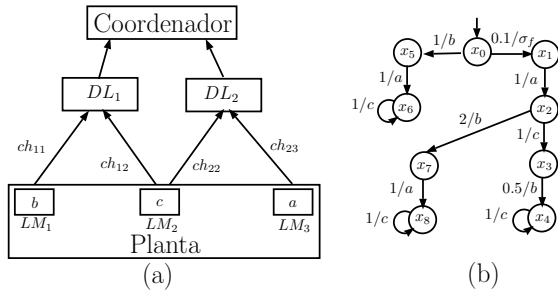 Coordenador
DL₁
DL₂
ch₁₁
ch₁₂
ch₂₂
ch₂₃
b
c
a
LM₁
LM₂
LM₃
Planta
(a)
x₅
1/b
x₀
0.1/σ_f
x₁
1/a
1/a
1/c
x₆
x₂
2/b
1/c
x₇
x₃
1/a
0.5/b
1/c
x₈
1/c
x₄
(b)